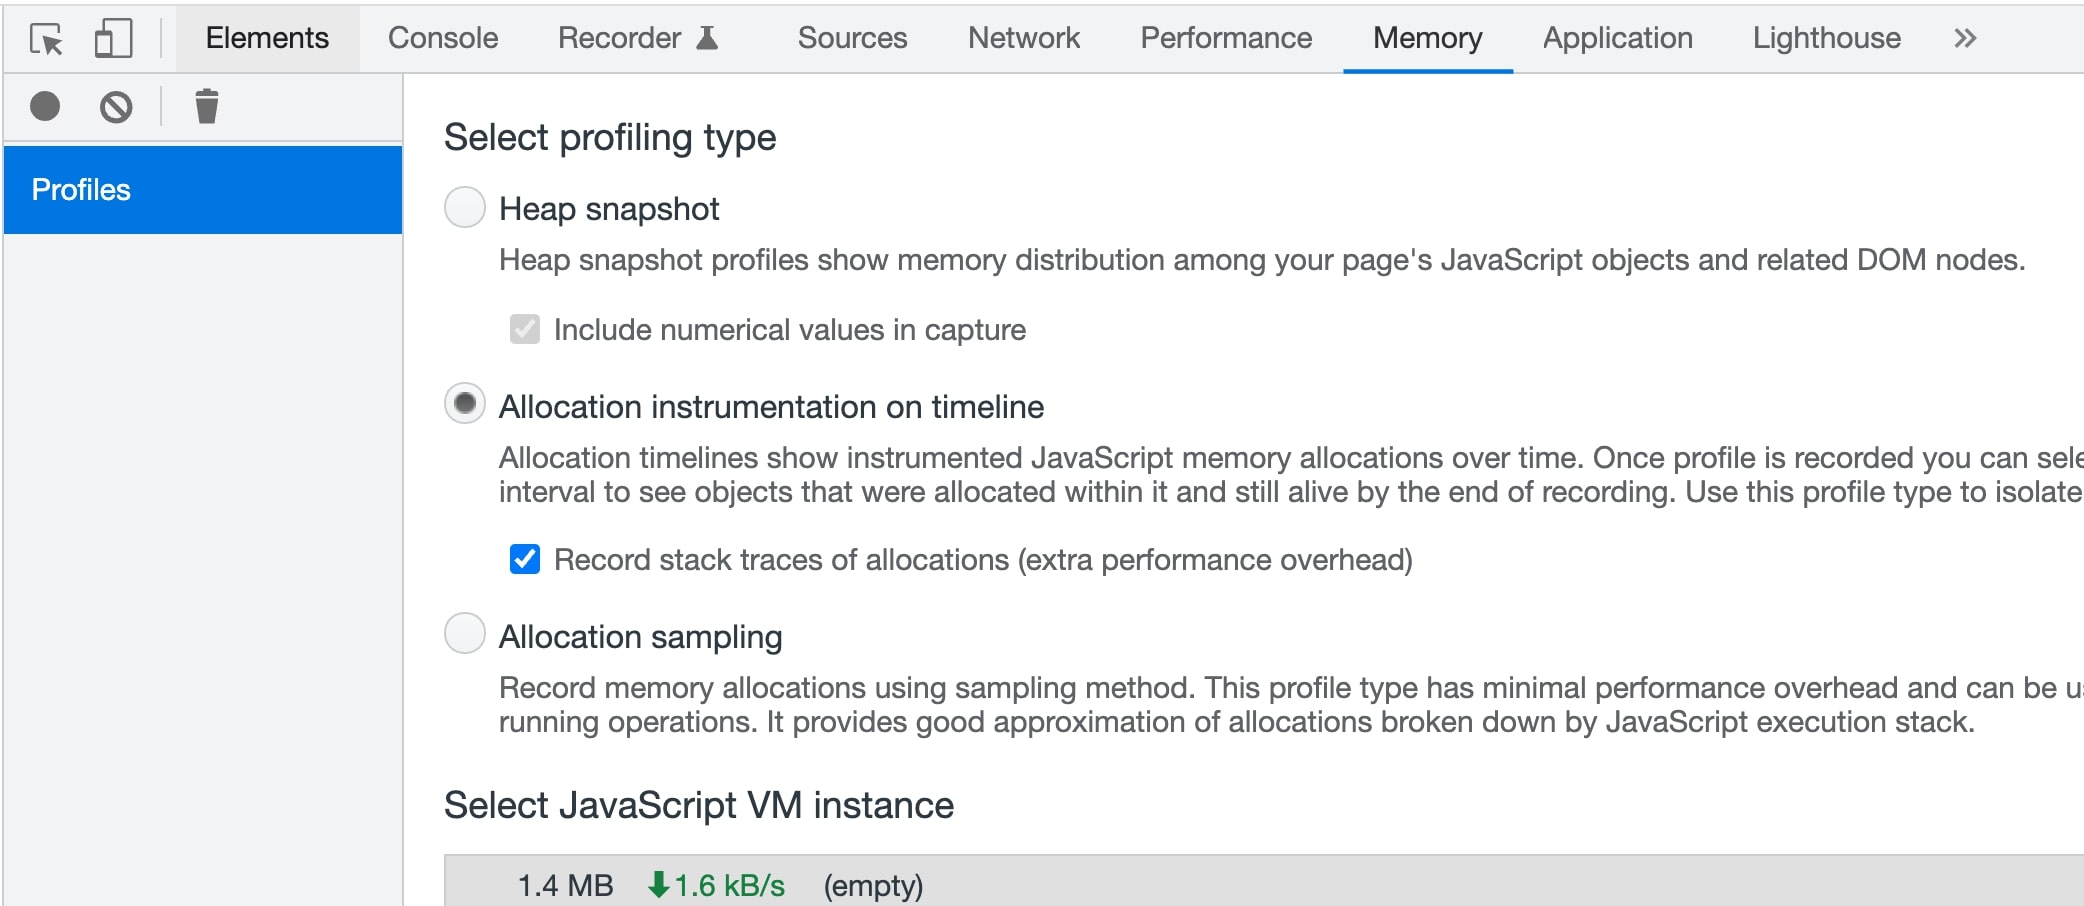 Elements Console Recorder Sources Network Performance Memory Application Lighthouse »
Profiles
Select profiling type
Heap snapshot
Heap snapshot profiles show memory distribution among your page's JavaScript objects and related DOM nodes.
Include numerical values in capture
Allocation instrumentation on timeline
Allocation timelines show instrumented JavaScript memory allocations over time. Once profile is recorded you can sele
interval to see objects that were allocated within it and still alive by the end of recording. Use this profile type to isolate
Record stack traces of allocations (extra performance overhead)
Allocation sampling
Record memory allocations using sampling method. This profile type has minimal performance overhead and can be u
running operations. It provides good approximation of allocations broken down by JavaScript execution stack.
Select JavaScript VM instance
1.4 MB 1.6 kB/s (empty)